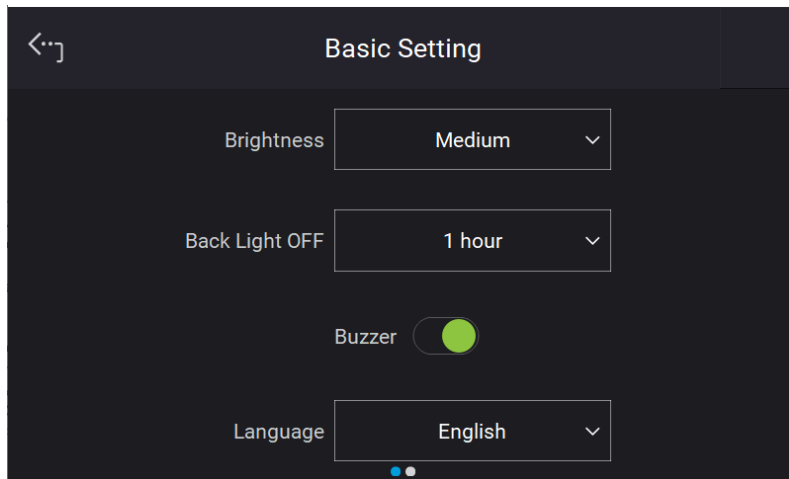 Basic Setting
Brightness Medium
Back Light OFF 1 hour
Buzzer
Language English